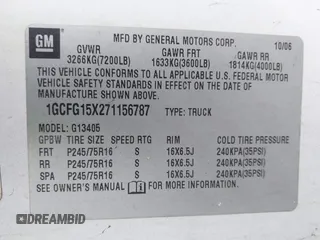 GM
MFD BY GENERAL MOTORS CORP. 10/06
GVWR GAWR FRT GAWR RR
3266KG(7200LB) 1633KG(3600LB) 1814KG(4000LB)
THIS VEHICLE CONFORMS TO ALL APPLICABLE U.S.
FEDERAL MOTOR VEHICLE SAFETY STANDARDS IN
EFFECT ON THE DATE OF MANUFACTURE SHOWN
ABOVE.
1GCFG15X271156787 TYPE: TRUCK
MODEL: G13405
GPBW TIRE SIZE SPEED RTG RIM COLD TIRE PRESSURE
FRT P245/75R16 S 16X6.5J 240KPA(35PSI)
RR P245/75R16 S 16X6.5J 240KPA(35PSI)
SPA P245/75R16 S 16X6.5J 240KPA(35PSI)
SEE OWNER'S MANUAL FOR ADDITIONAL INFORMATION.
DREAMBID